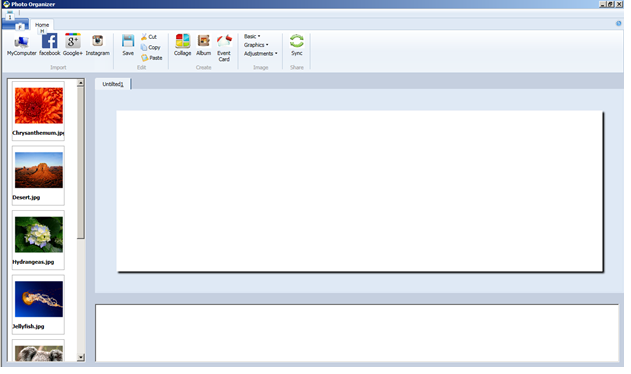 Photo Organizer
1
F
Home
H
MyComputer
facebook
Google+
Instagram
Import
Save
Cut
Copy
Paste
Edit
Collage
Album
Event
Card
Create
Basic
Graphics
Adjustments
Image
Sync
Share
Untitled1
Chrysanthemum.jpg
Desert.jpg
Hydrangeas.jpg
Jellyfish.jpg